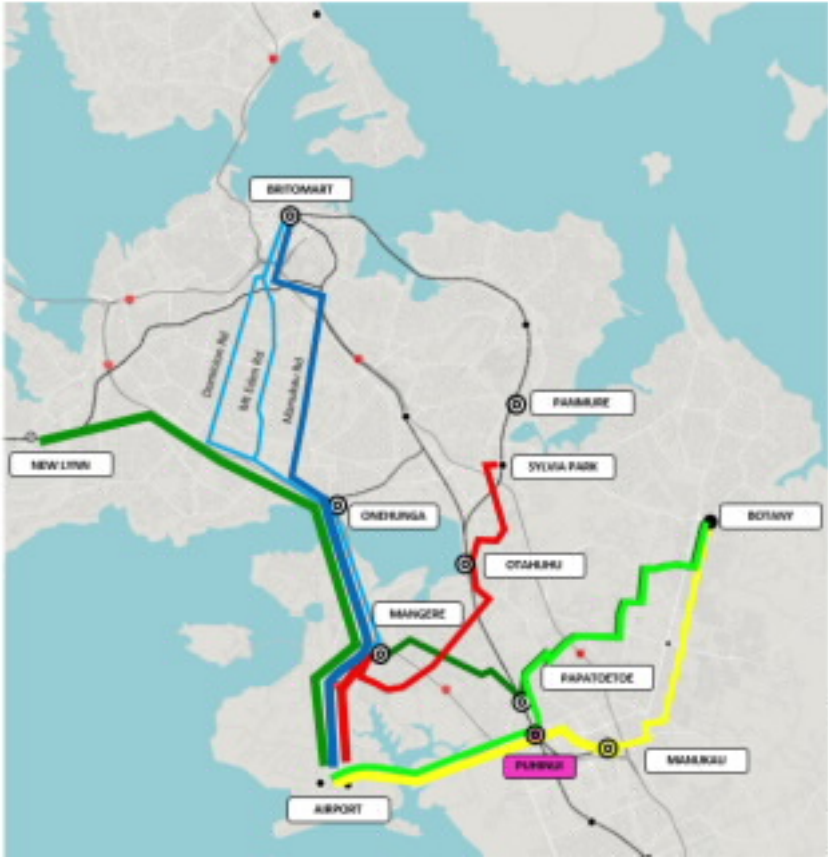 BRITOMART
Dominion Rd
Mt Eden Rd
Manukau Rd
PANMURE
NEW LYNN
SYLVIA PARK
ONEHUNGA
BOTANY
OTAHUHU
MANGERE
PAPATOETOE
PUHINUI
MANUKAU
AIRPORT